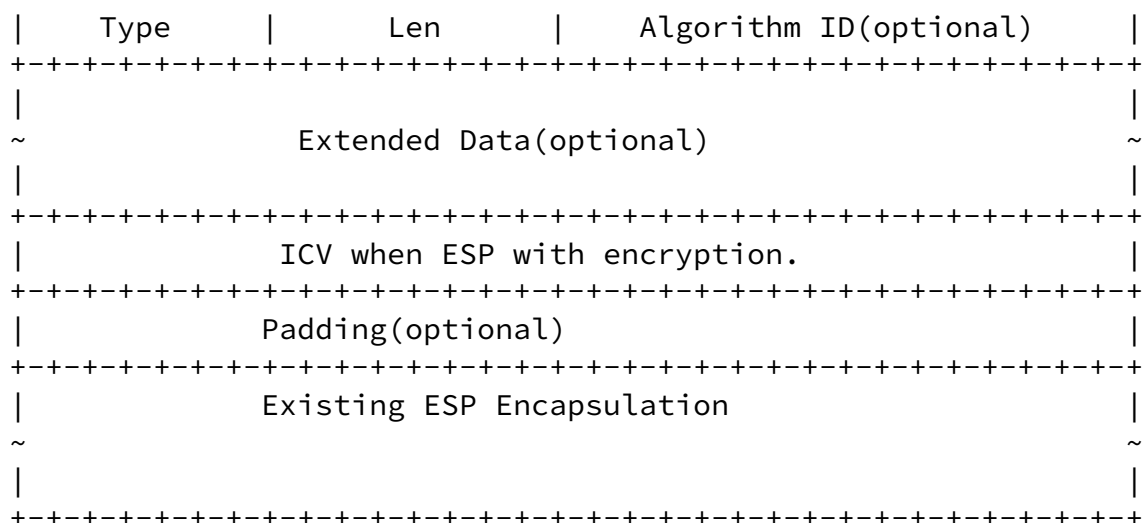 |    Type       |      Len      |    Algorithm ID(optional)     |
+-+-+-+-+-+-+-+-+-+-+-+-+-+-+-+-+-+-+-+-+-+-+-+-+-+-+-+-+-+-+-+-+
|                                                               |
~               Extended Data(optional)                         ~
|                                                               |
+-+-+-+-+-+-+-+-+-+-+-+-+-+-+-+-+-+-+-+-+-+-+-+-+-+-+-+-+-+-+-+-+
|              ICV when ESP with encryption.                    |
+-+-+-+-+-+-+-+-+-+-+-+-+-+-+-+-+-+-+-+-+-+-+-+-+-+-+-+-+-+-+-+-+
|             Padding(optional)                                 |
+-+-+-+-+-+-+-+-+-+-+-+-+-+-+-+-+-+-+-+-+-+-+-+-+-+-+-+-+-+-+-+-+
|             Existing ESP Encapsulation                        |
~                                                               ~
|                                                               |
+-+-+-+-+-+-+-+-+-+-+-+-+-+-+-+-+-+-+-+-+-+-+-+-+-+-+-+-+-+-+-+-+